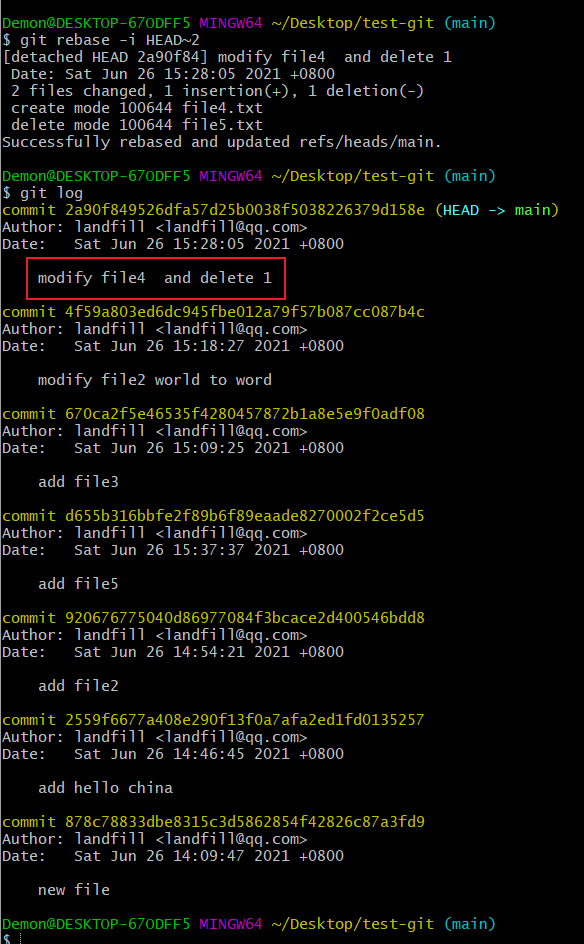 Demon@DESKTOP-67ODFF5 MINGW64 ~/Desktop/test-git (main)
$ git rebase -i HEAD~2
[detached HEAD 2a90f84] modify file4  and delete 1
 Date: Sat Jun 26 15:28:05 2021 +0800
 2 files changed, 1 insertion(+), 1 deletion(-)
 create mode 100644 file4.txt
 delete mode 100644 file5.txt
Successfully rebased and updated refs/heads/main.
Demon@DESKTOP-67ODFF5 MINGW64 ~/Desktop/test-git (main)
$ git log
commit 2a90f849526dfa57d25b0038f5038226379d158e (HEAD -> main)
Author: landfill <landfill@qq.com>
Date:   Sat Jun 26 15:28:05 2021 +0800
    modify file4  and delete 1
commit 4f59a803ed6dc945fbe012a79f57b087cc087b4c
Author: landfill <landfill@qq.com>
Date:   Sat Jun 26 15:18:27 2021 +0800
    modify file2 world to word
commit 670ca2f5e46535f4280457872b1a8e5e9f0adf08
Author: landfill <landfill@qq.com>
Date:   Sat Jun 26 15:09:25 2021 +0800
    add file3
commit d655b316bbfe2f89b6f89eaade8270002f2ce5d5
Author: landfill <landfill@qq.com>
Date:   Sat Jun 26 15:37:37 2021 +0800
    add file5
commit 920676775040d86977084f3bcace2d400546bdd8
Author: landfill <landfill@qq.com>
Date:   Sat Jun 26 14:54:21 2021 +0800
    add file2
commit 2559f6677a408e290f13f0a7afa2ed1fd0135257
Author: landfill <landfill@qq.com>
Date:   Sat Jun 26 14:46:45 2021 +0800
    add hello china
commit 878c78833dbe8315c3d5862854f42826c87a3fd9
Author: landfill <landfill@qq.com>
Date:   Sat Jun 26 14:09:47 2021 +0800
    new file
Demon@DESKTOP-67ODFF5 MINGW64 ~/Desktop/test-git (main)
$